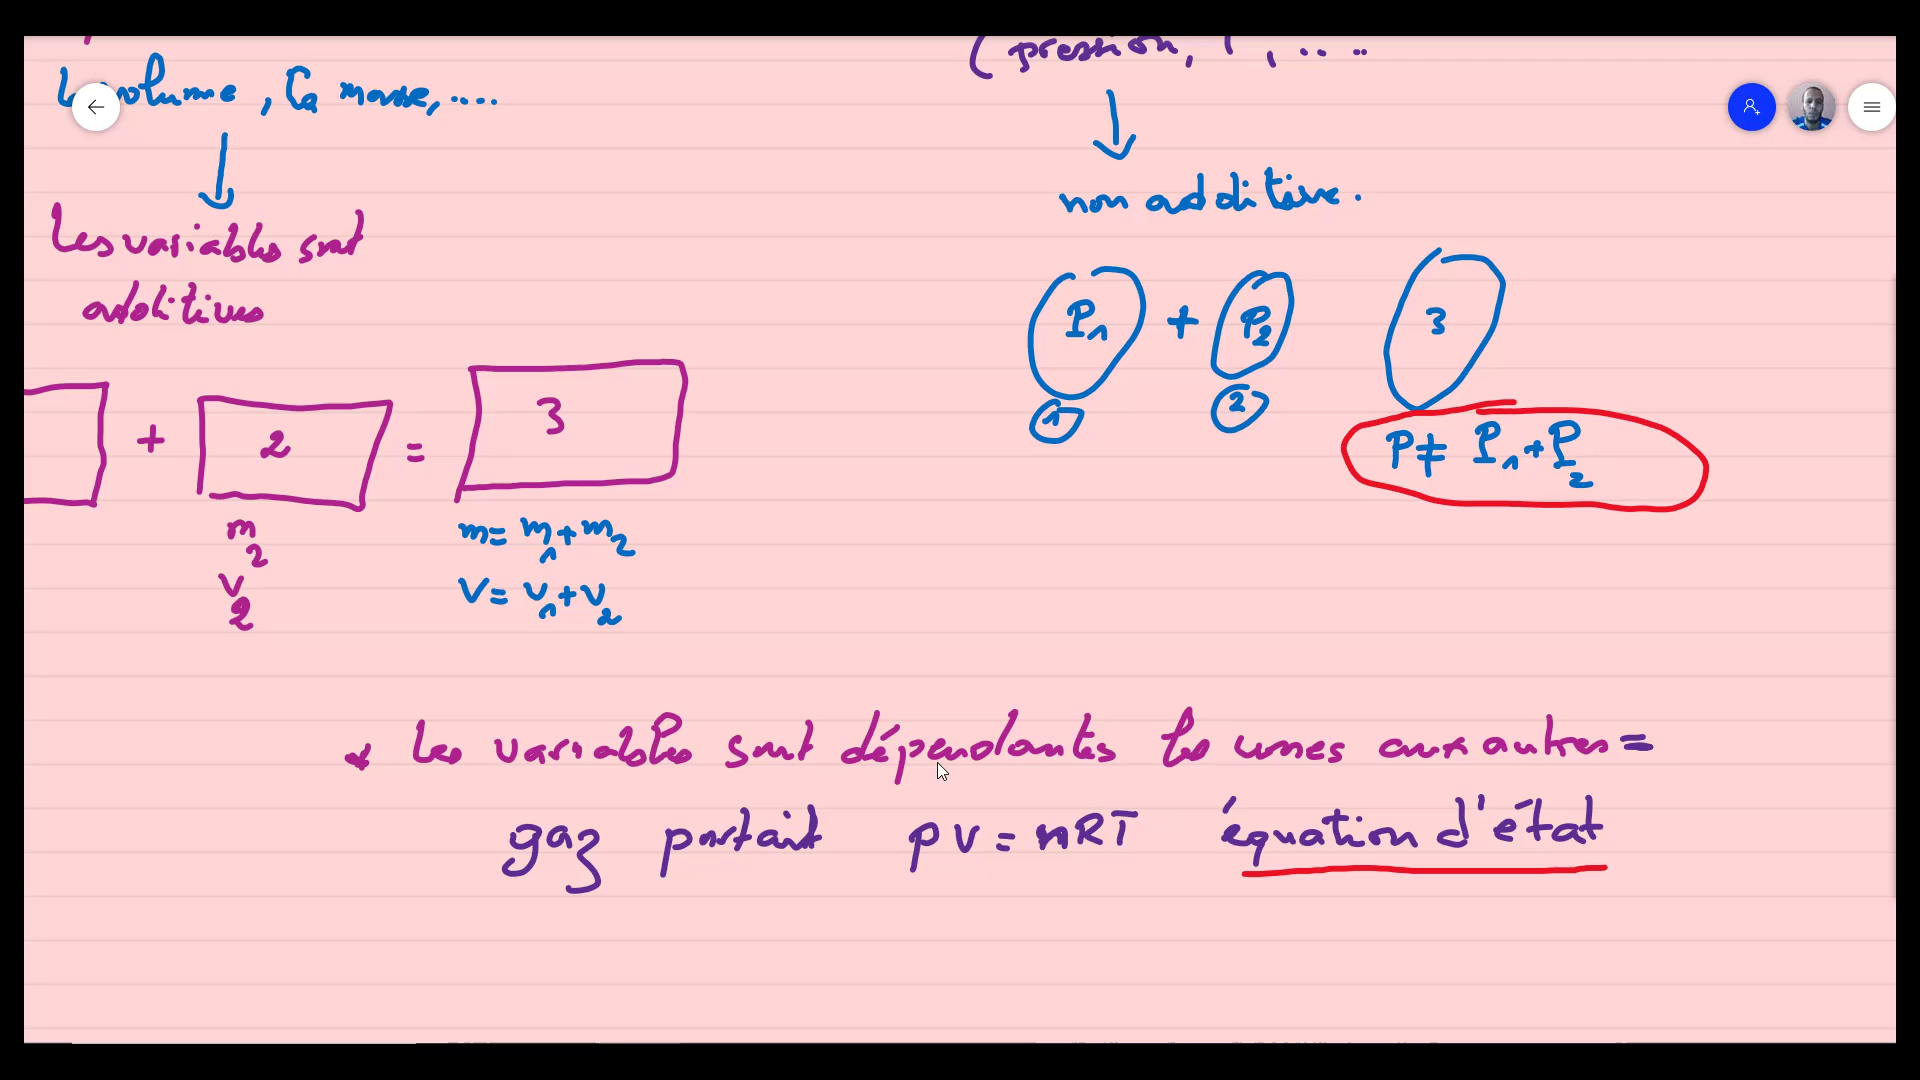 Le volume, la masse, ....
Les variables sont
additives
+ 2 = 3
m2
V2
m = m1 + m2
V = V1 + V2
(pression, T, ....
non additive.
P1 + P2 3
1 2
P ≠ P1 + P2
* Les variables sont dépendantes les unes aux autres =
gaz parfait PV = nRT équation d'état